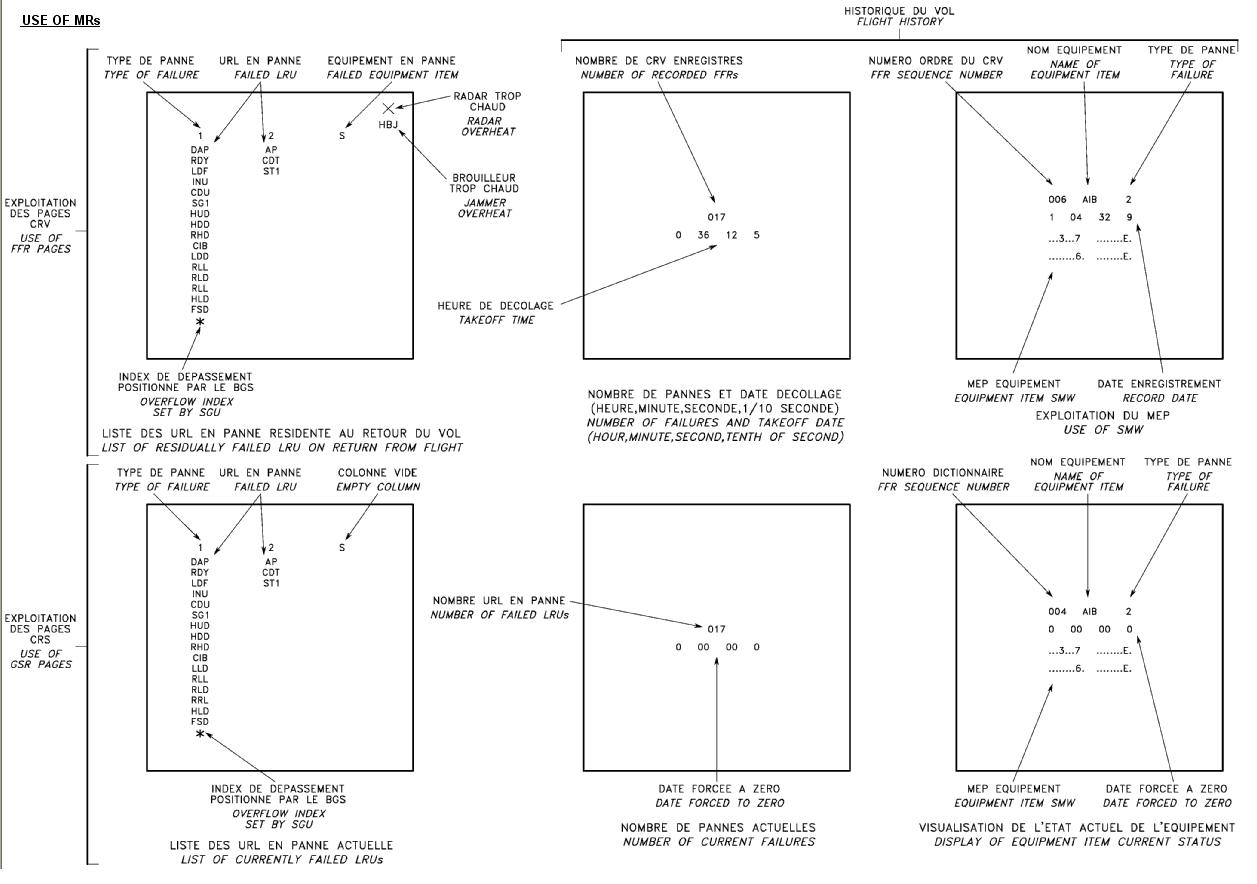 USE OF MRs
HISTORIQUE DU VOL
FLIGHT HISTORY
EXPLOITATION
DES PAGES
CRV
USE OF
FFR PAGES
TYPE DE PANNE
TYPE OF FAILURE
URL EN PANNE
FAILED LRU
EQUIPEMENT EN PANNE
FAILED EQUIPMENT ITEM
RADAR TROP
CHAUD
RADAR
OVERHEAT
HBJ
BROUILLEUR
TROP CHAUD
JAMMER
OVERHEAT
1 2 S
DAP AP
RDY CDT
LDF ST1
INU
CDU
SG1
HUD
HDD
RHD
CIB
LDD
RLL
RLD
RLL
HLD
FSD
*
INDEX DE DEPASSEMENT
POSITIONNE PAR LE BGS
OVERFLOW INDEX
SET BY SGU
LISTE DES URL EN PANNE RESIDENTE AU RETOUR DU VOL
LIST OF RESIDUALLY FAILED LRU ON RETURN FROM FLIGHT
NOMBRE DE CRV ENREGISTRES
NUMBER OF RECORDED FFRs
017
0 36 12 5
HEURE DE DECOLAGE
TAKEOFF TIME
NOMBRE DE PANNES ET DATE DECOLLAGE
(HEURE,MINUTE,SECONDE,1/10 SECONDE)
NUMBER OF FAILURES AND TAKEOFF DATE
(HOUR,MINUTE,SECOND,TENTH OF SECOND)
NUMERO ORDRE DU CRV
FFR SEQUENCE NUMBER
NOM EQUIPEMENT
NAME OF
EQUIPMENT ITEM
TYPE DE PANNE
TYPE OF
FAILURE
006 AIB 2
1 04 32 9
...3...7 ........E.
........6. ........E.
MEP EQUIPEMENT
EQUIPMENT ITEM SMW
DATE ENREGISTREMENT
RECORD DATE
EXPLOITATION DU MEP
USE OF SMW
EXPLOITATION
DES PAGES
CRS
USE OF
GSR PAGES
TYPE DE PANNE
TYPE OF FAILURE
URL EN PANNE
FAILED LRU
COLONNE VIDE
EMPTY COLUMN
1 2 S
DAP AP
RDY CDT
LDF ST1
INU
CDU
SG1
HUD
HDD
RHD
CIB
LLD
RLL
RLD
RRL
HLD
FSD
*
INDEX DE DEPASSEMENT
POSITIONNE PAR LE BGS
OVERFLOW INDEX
SET BY SGU
LISTE DES URL EN PANNE ACTUELLE
LIST OF CURRENTLY FAILED LRUs
NOMBRE URL EN PANNE
NUMBER OF FAILED LRUs
017
0 00 00 0
DATE FORCEE A ZERO
DATE FORCED TO ZERO
NOMBRE DE PANNES ACTUELLES
NUMBER OF CURRENT FAILURES
NUMERO DICTIONNAIRE
FFR SEQUENCE NUMBER
NOM EQUIPEMENT
NAME OF
EQUIPMENT ITEM
TYPE DE PANNE
TYPE OF
FAILURE
004 AIB 2
0 00 00 0
...3...7 ........E.
........6. ........E.
MEP EQUIPEMENT
EQUIPMENT ITEM SMW
DATE FORCEE A ZERO
DATE FORCED TO ZERO
VISUALISATION DE L'ETAT ACTUEL DE L'EQUIPEMENT
DISPLAY OF EQUIPMENT ITEM CURRENT STATUS